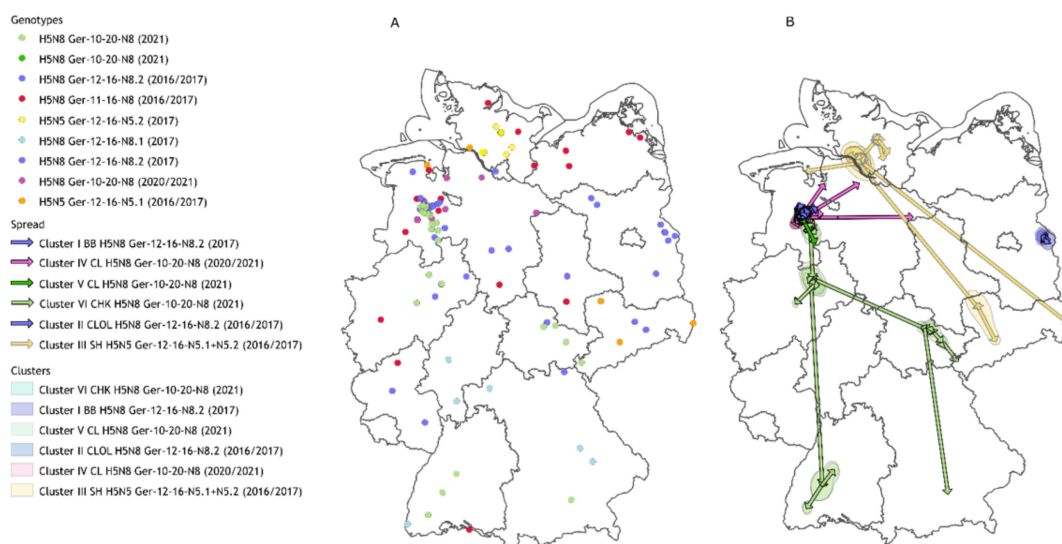 Genotypes
H5N8 Ger-10-20-N8 (2021)
H5N8 Ger-10-20-N8 (2021)
H5N8 Ger-12-16-N8.2 (2016/2017)
H5N8 Ger-11-16-N8 (2016/2017)
H5N5 Ger-12-16-N5.2 (2017)
H5N8 Ger-12-16-N8.1 (2017)
H5N8 Ger-12-16-N8.2 (2017)
H5N8 Ger-10-20-N8 (2020/2021)
H5N5 Ger-12-16-N5.1 (2017)
Spread
Cluster I BB H5N8 Ger-12-16-N8.2 (2017)
Cluster IV CL H5N8 Ger-10-20-N8 (2020/2021)
Cluster V CL H5N8 Ger-10-20-N8 (2021)
Cluster VI CHK H5N8 Ger-10-20-N8 (2021)
Cluster II CLOL H5N8 Ger-12-16-N8.2 (2016/2017)
Cluster III SH H5N5 Ger-12-16-N5.1+N5.2 (2016/2017)
Clusters
Cluster VI CHK H5N8 Ger-10-20-N8 (2021)
Cluster I BB H5N8 Ger-12-16-N8.2 (2017)
Cluster V CL H5N8 Ger-10-20-N8 (2021)
Cluster II CLOL H5N8 Ger-12-16-N8.2 (2016/2017)
Cluster IV CL H5N8 Ger-10-20-N8 (2020/2021)
Cluster III SH H5N5 Ger-12-16-N5.1+N5.2 (2016/2017)
A
B